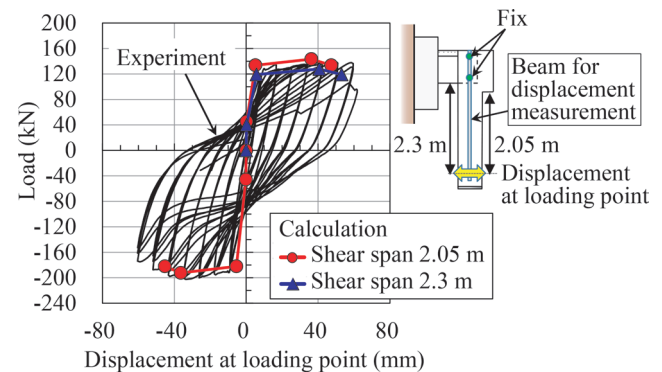 200
160
120
80
40
0
-40
-80
-120
-160
-200
-240
Load (kN)
-80 -40 0 40 80
Displacement at loading point (mm)
Experiment
Calculation
Shear span 2.05 m
Shear span 2.3 m
Fix
Beam for
displacement
measurement
2.3 m
2.05 m
Displacement
at loading point